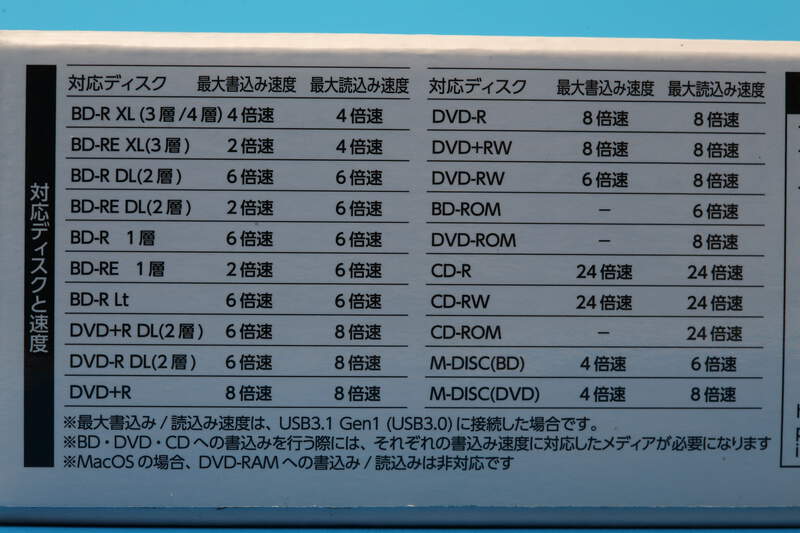 対応ディスクと速度
対応ディスク 最大書込み速度 最大読込み速度
BD-R XL (3層/4層) 4倍速 4倍速
BD-RE XL(3層) 2倍速 4倍速
BD-R DL(2層) 6倍速 6倍速
BD-RE DL(2層) 2倍速 6倍速
BD-R 1層 6倍速 6倍速
BD-RE 1層 2倍速 6倍速
BD-R Lt 6倍速 6倍速
DVD+R DL(2層) 6倍速 8倍速
DVD-R DL(2層) 6倍速 8倍速
DVD+R 8倍速 8倍速
対応ディスク 最大書込み速度 最大読込み速度
DVD-R 8倍速 8倍速
DVD+RW 8倍速 8倍速
DVD-RW 6倍速 8倍速
BD-ROM − 6倍速
DVD-ROM − 8倍速
CD-R 24倍速 24倍速
CD-RW 24倍速 24倍速
CD-ROM − 24倍速
M-DISC(BD) 4倍速 6倍速
M-DISC(DVD) 4倍速 8倍速
※最大書込み/読込み速度は、USB3.1 Gen1 (USB3.0)に接続した場合です。
※BD・DVD・CDへの書込みを行う際には、それぞれの書込み速度に対応したメディアが必要になります
※MacOSの場合、DVD-RAMへの書込み/読込みは非対応です